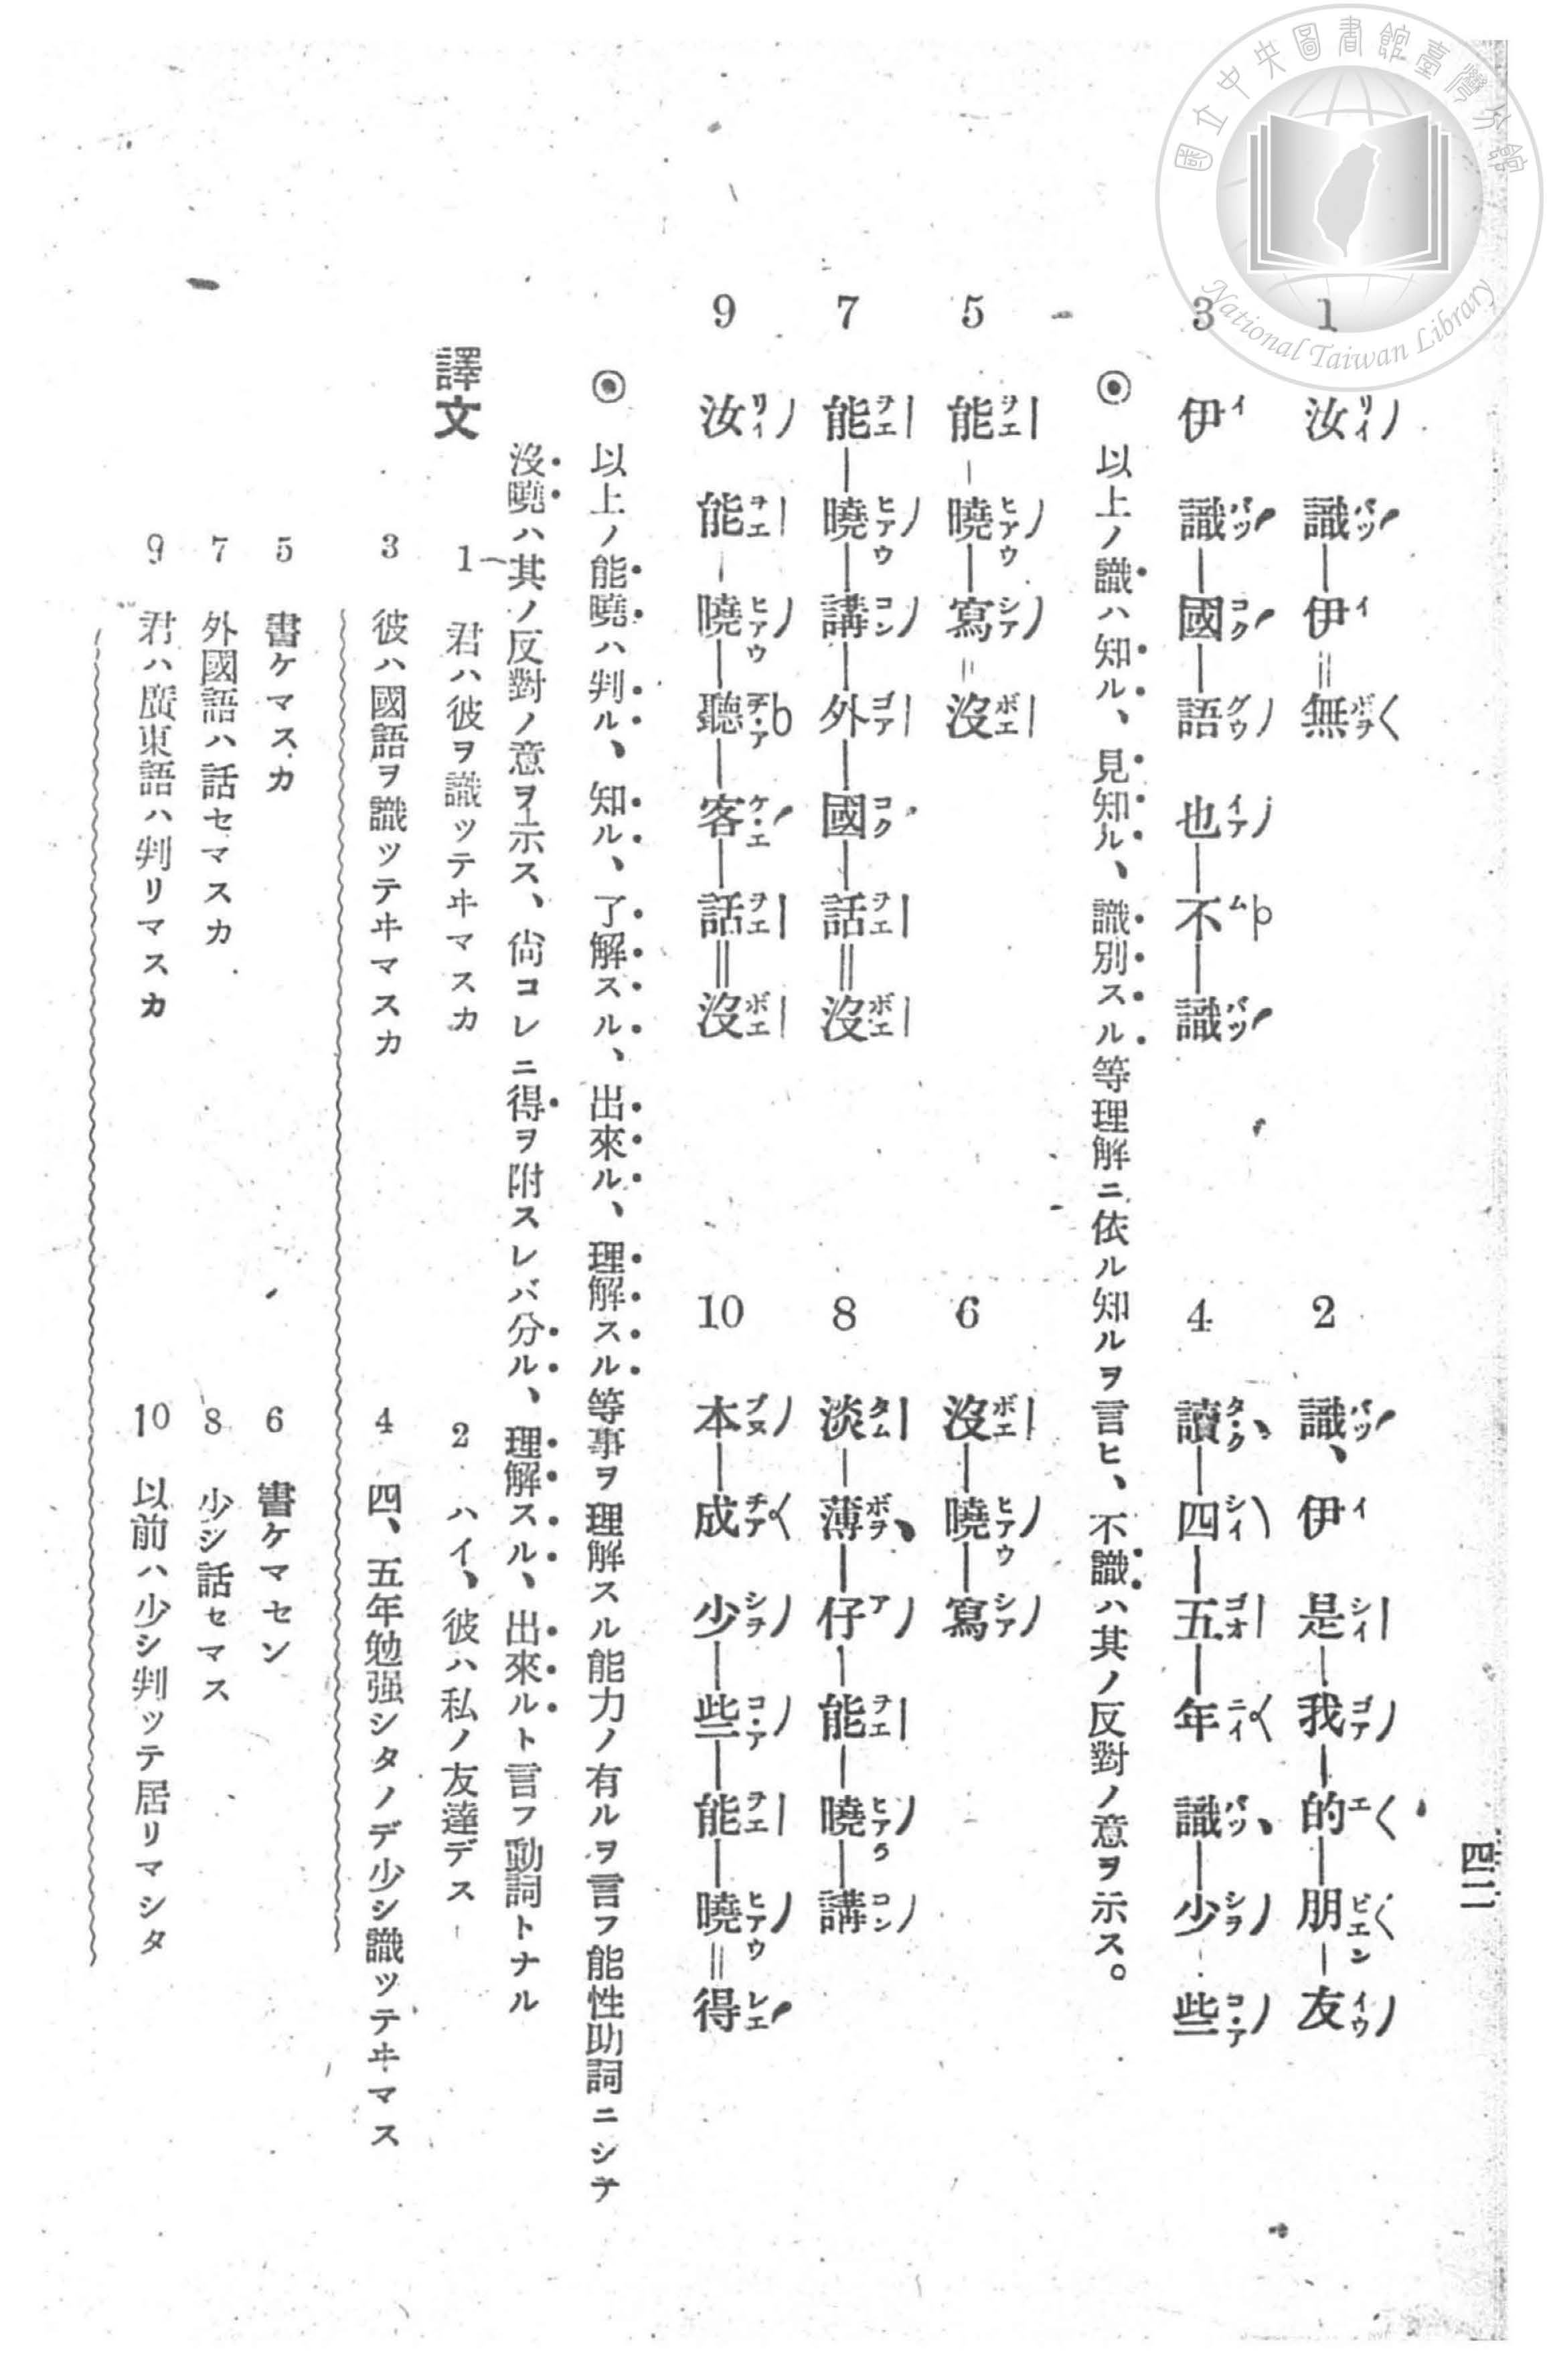 國立中央圖書館臺灣分館
National Taiwan Library
四二
1 汝識─伊＝無
2 識、伊是─我─的─朋─友
3 伊識─國─語也─不─識
4 讀─四─五─年識─少─些
◉ 以上ノ識ハ知ル、見知ル、識別スル等理解ニ依ル知ルヲ言ヒ、不識ハ其ノ反對ノ意ヲ示ス。
5 能─曉─寫＝沒
6 沒─曉─寫
7 能─曉─講─外─國─話＝沒
8 淡─薄─仔─能─曉─講
9 汝能─曉─聽─客─話＝沒
10 本─成─少─些─能─曉＝得
◉ 以上ノ能曉ハ判ル、知ル、了解スル、出來ル、理解スル等事ヲ理解スル能力ノ有ルヲ言フ能性助詞ニシテ
沒曉ハ其ノ反對ノ意ヲ示ス、尙コレニ得ヲ附スレバ分ル、理解スル、出來ルト言フ動詞トナル
譯文
1 君ハ彼ヲ識ッテヰマスカ
2 ハイ、彼ハ私ノ友達デス
3 彼ハ國語ヲ識ッテヰマスカ
4 四、五年勉强シタノデ少シ識ッテヰマス
5 書ケマスカ
6 書ケマセン
7 外國語ハ話セマスカ
8 少シ話セマス
9 君ハ廣東語ハ判リマスカ
10 以前ハ少シ判ッテ居リマシタ